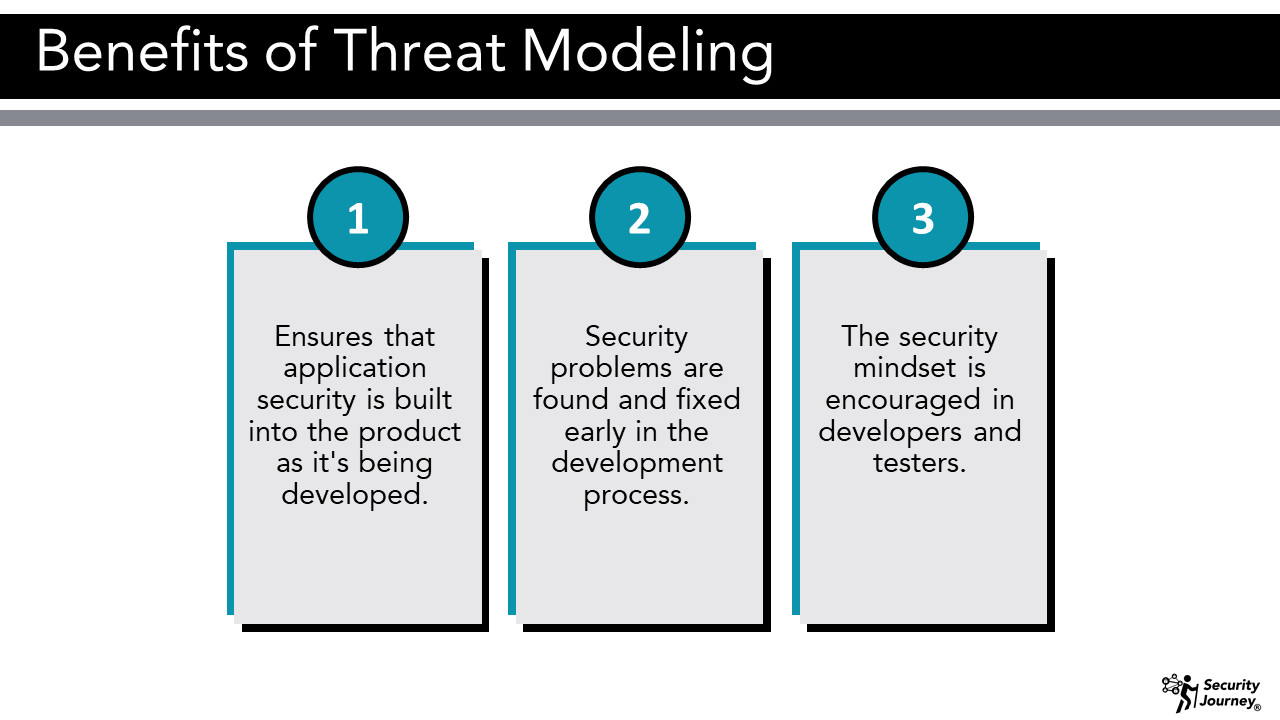 Benefits of Threat Modeling
1
Ensures that
application
security is built
into the product
as it's being
developed.
2
Security
problems are
found and fixed
early in the
development
process.
3
The security
mindset is
encouraged in
developers and
testers.
Security
Journey®